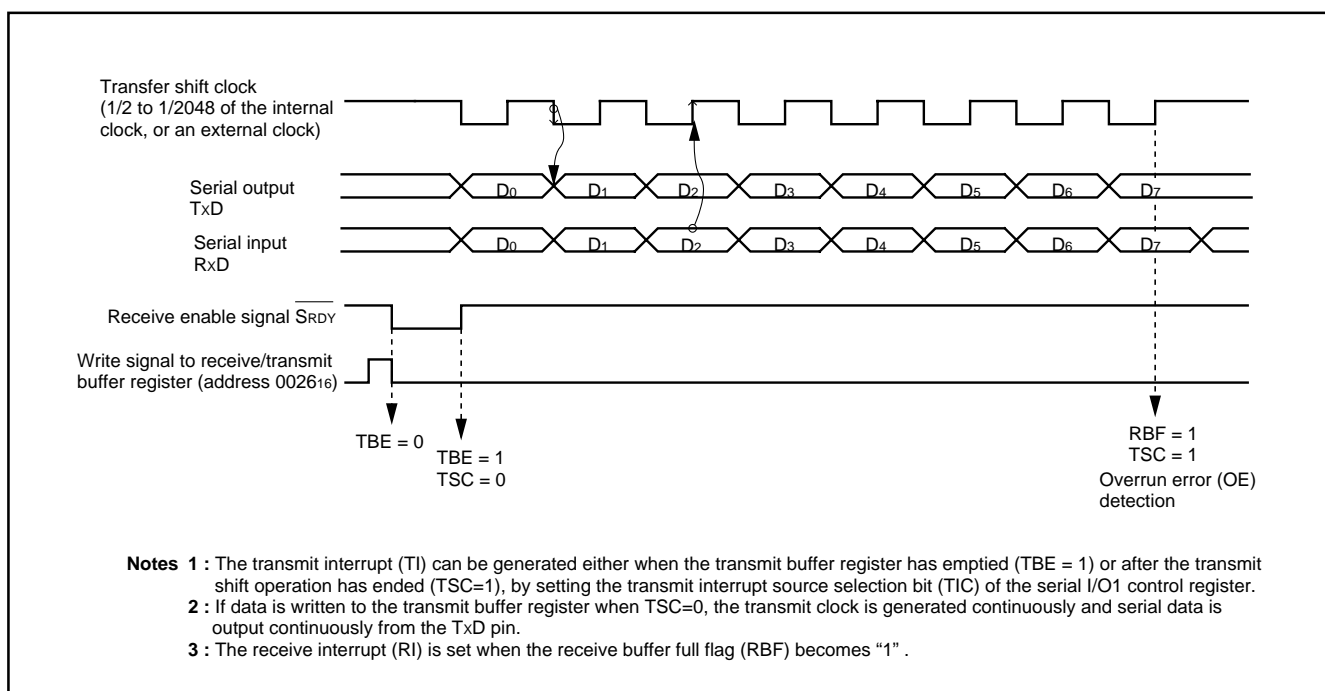 Transfer shift clock
(1/2 to 1/2048 of the internal
clock, or an external clock)
Serial output
TxD
D0 D1 D2 D3 D4 D5 D6 D7
Serial input
RxD
D0 D1 D2 D3 D4 D5 D6 D7
Receive enable signal SRDY
Write signal to receive/transmit
buffer register (address 002616)
TBE = 0
TBE = 1
TSC = 0
RBF = 1
TSC = 1
Overrun error (OE)
detection
Notes 1 : The transmit interrupt (TI) can be generated either when the transmit buffer register has emptied (TBE = 1) or after the transmit
shift operation has ended (TSC=1), by setting the transmit interrupt source selection bit (TIC) of the serial I/O1 control register.
2 : If data is written to the transmit buffer register when TSC=0, the transmit clock is generated continuously and serial data is
output continuously from the TxD pin.
3 : The receive interrupt (RI) is set when the receive buffer full flag (RBF) becomes “1” .